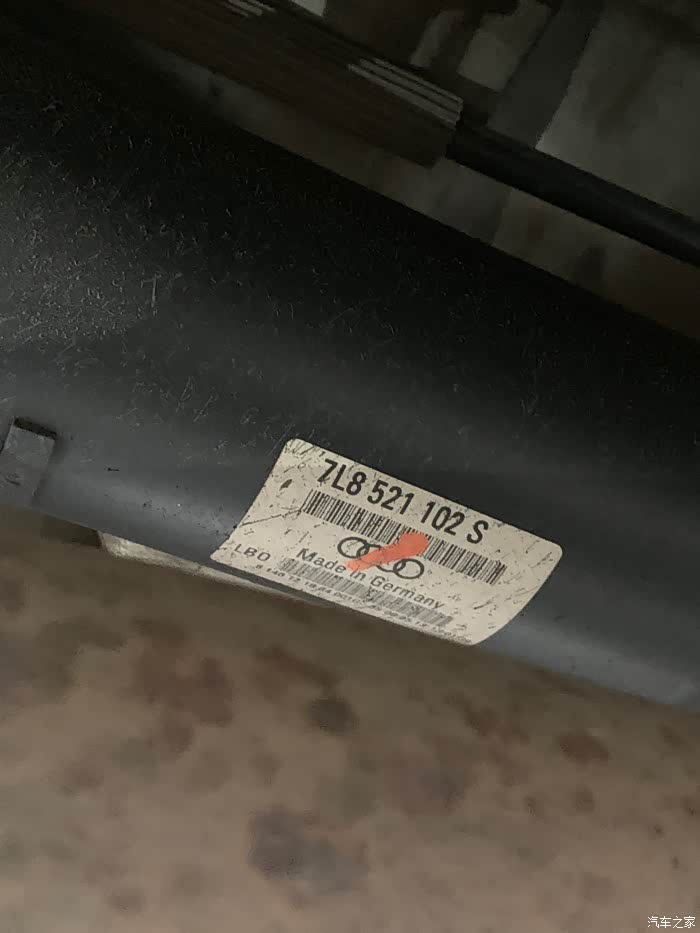 7L8 521 102 S
LBO
Made in Germany
汽车之家